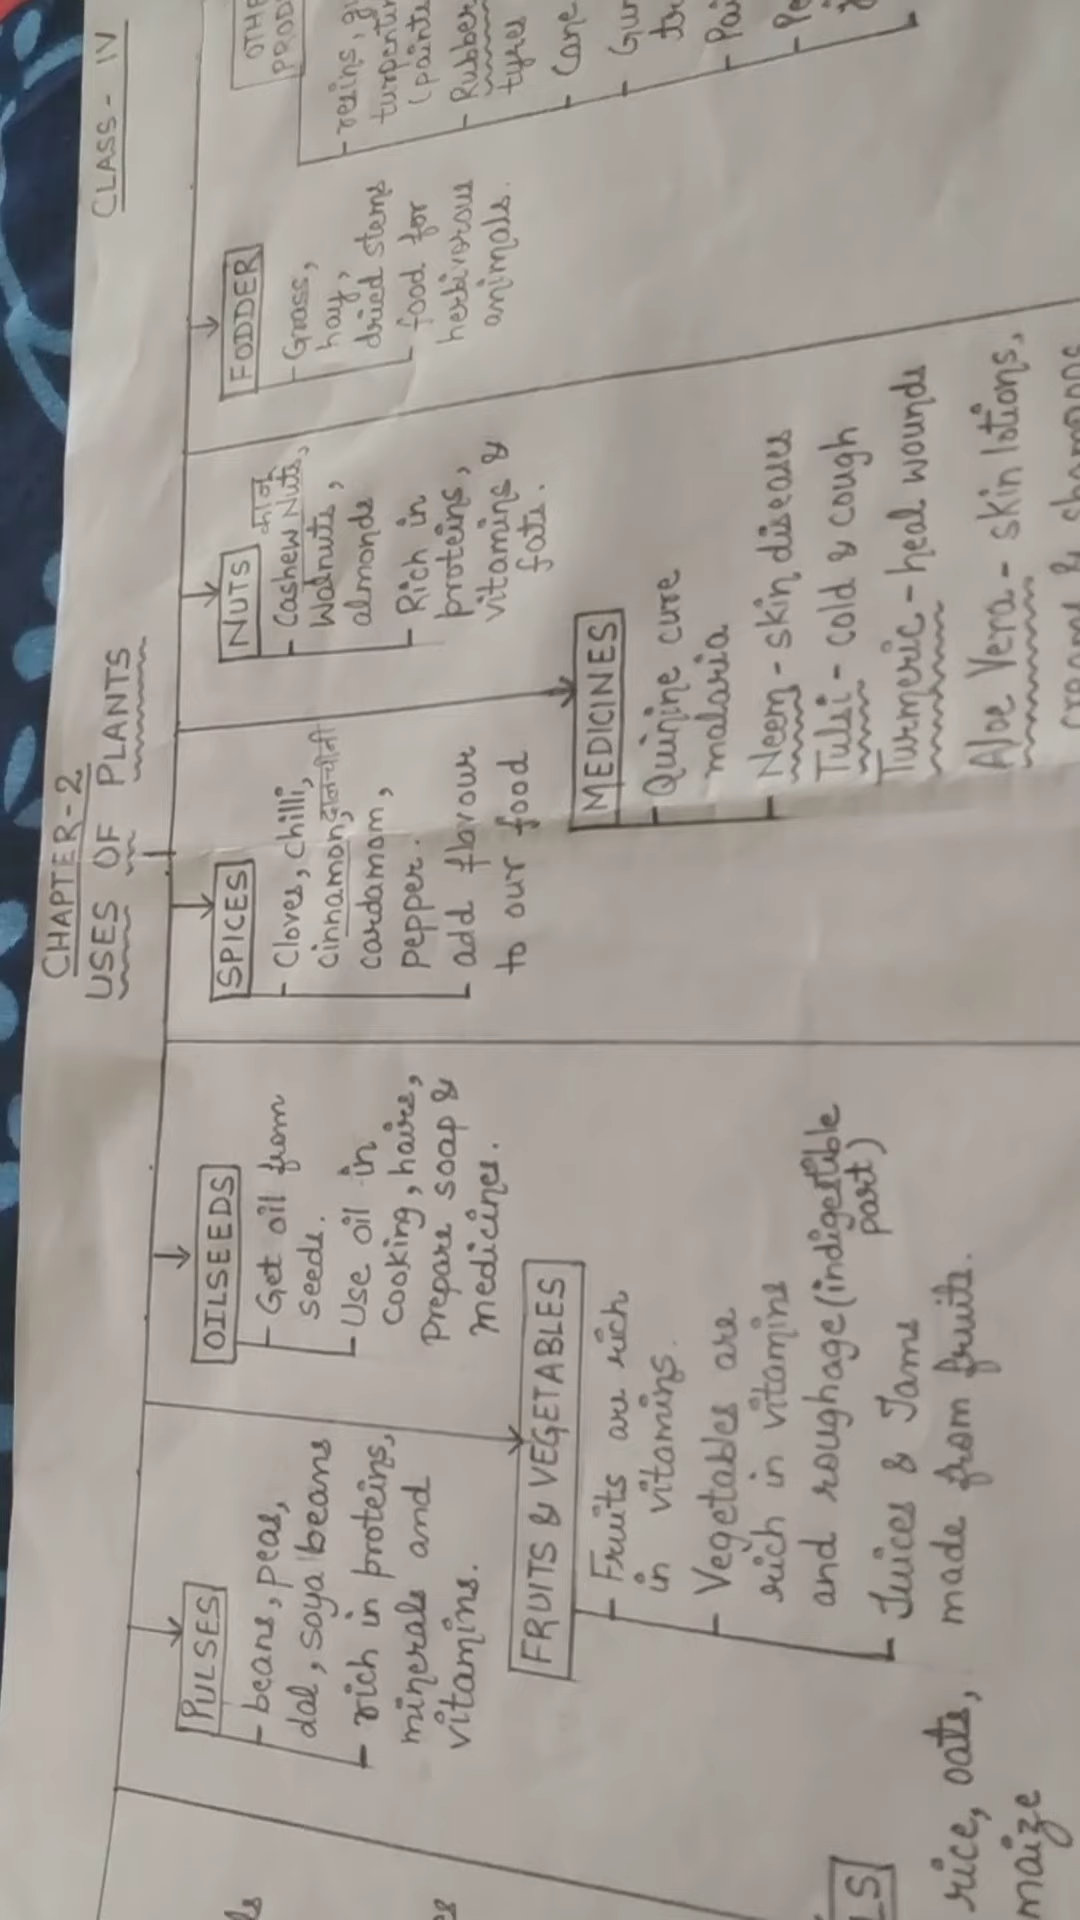 CHAPTER-2
CLASS-IV
USES OF PLANTS
PULSES
- beans, peas,
dal, soya beans
- rich in proteins,
minerals and
vitamins.
OILSEEDS
- Get oil from
seeds.
- Use oil in
cooking, hairs,
Prepare soap &
medicines.
SPICES
- Cloves, chilli,
cinnamon, दालचीनी
cardamom,
pepper.
- add flavour
to our food
NUTS
काजू
- Cashew Nuts,
Walnuts,
almonds
- Rich in
proteins,
vitamins &
fats.
FODDER
- Grass,
hay,
dried stems
- food for
herbivorous
animals.
- resins,
- Rubber
tyres
- Cane
FRUITS & VEGETABLES
- Fruits are rich
in vitamins.
- Vegetables are
rich in vitamins
and roughage (indigestible
part)
- Juices & Jams
made from fruits.
MEDICINES
- Quinine cure
malaria
- Neem - skin diseases
Tulsi - cold & cough
Turmeric - heal wounds
Aloe Vera - skin lotions,
rice, oats,
maize